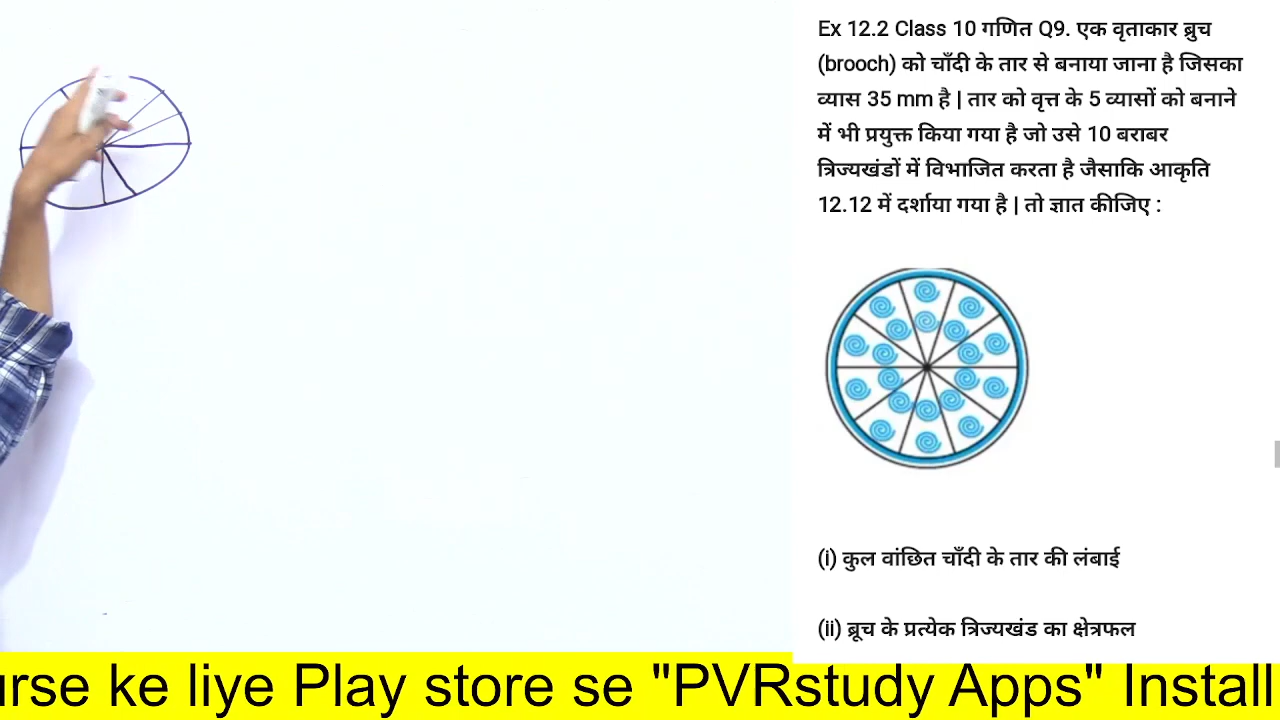 Ex 12.2 Class 10 गणित Q9. एक वृताकार ब्रुच
(brooch) को चाँदी के तार से बनाया जाना है जिसका
व्यास 35 mm है | तार को वृत्त के 5 व्यासों को बनाने
में भी प्रयुक्त किया गया है जो उसे 10 बराबर
त्रिज्यखंडों में विभाजित करता है जैसाकि आकृति
12.12 में दर्शाया गया है | तो ज्ञात कीजिए :
(i) कुल वांछित चाँदी के तार की लंबाई
(ii) ब्रूच के प्रत्येक त्रिज्यखंड का क्षेत्रफल
urse ke liye Play store se "PVRstudy Apps" Install